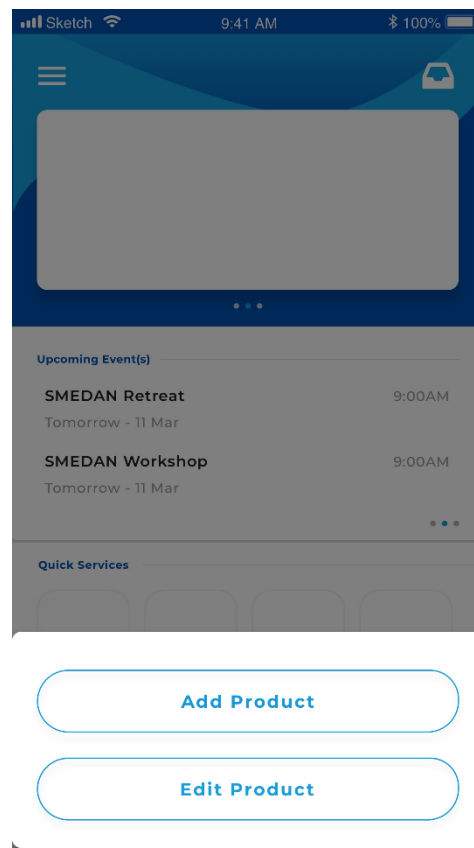 Sketch 9:41 AM 100%
Upcoming Event(s)
SMEDAN Retreat 9:00AM
Tomorrow - 11 Mar
SMEDAN Workshop 9:00AM
Tomorrow - 11 Mar
Quick Services
Add Product
Edit Product